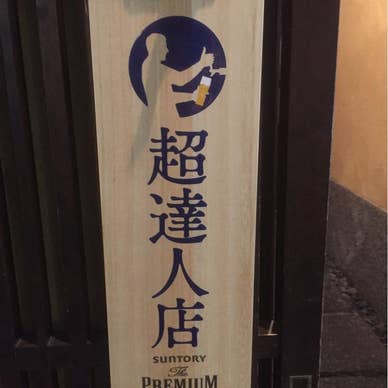 超達人店
SUNTORY
The
PREMIUM